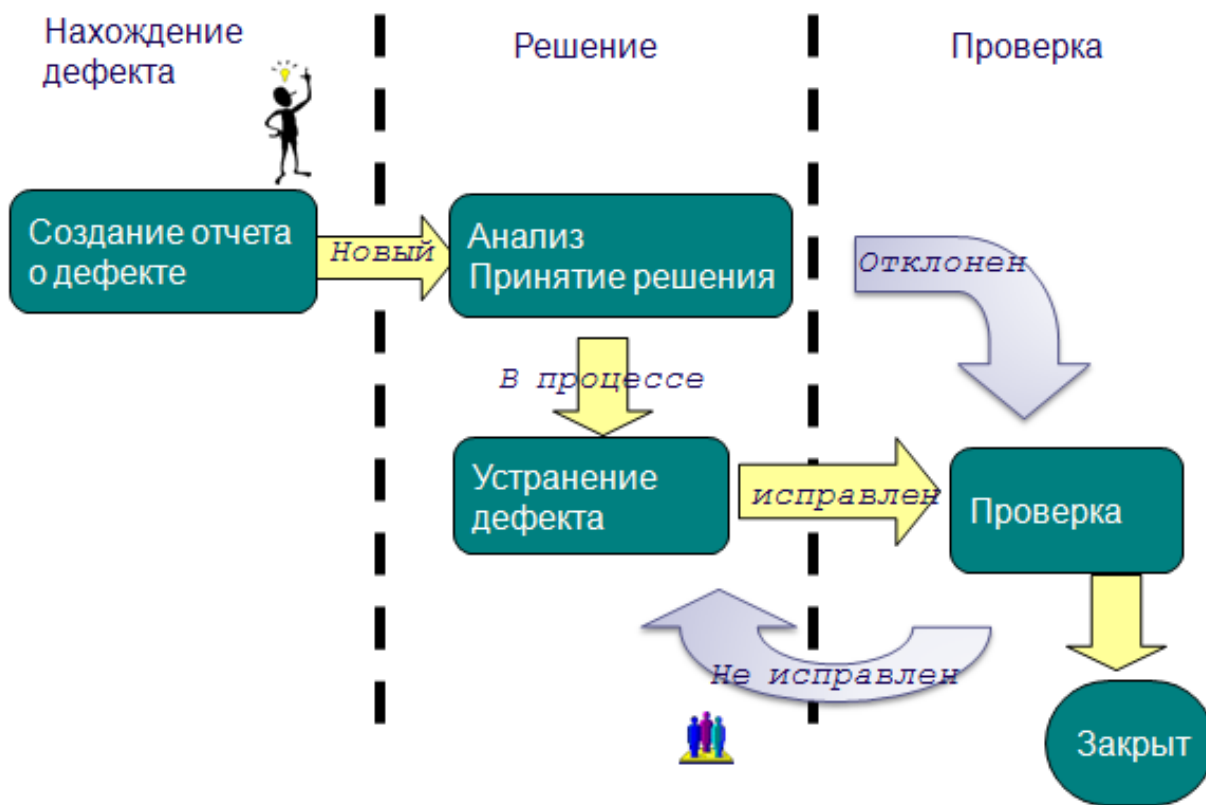 Нахождение
дефекта
Решение
Проверка
Создание отчета
о дефекте
Новый
Анализ
Принятие решения
Отклонен
В процессе
Устранение
дефекта
исправлен
Проверка
Не исправлен
Закрыт